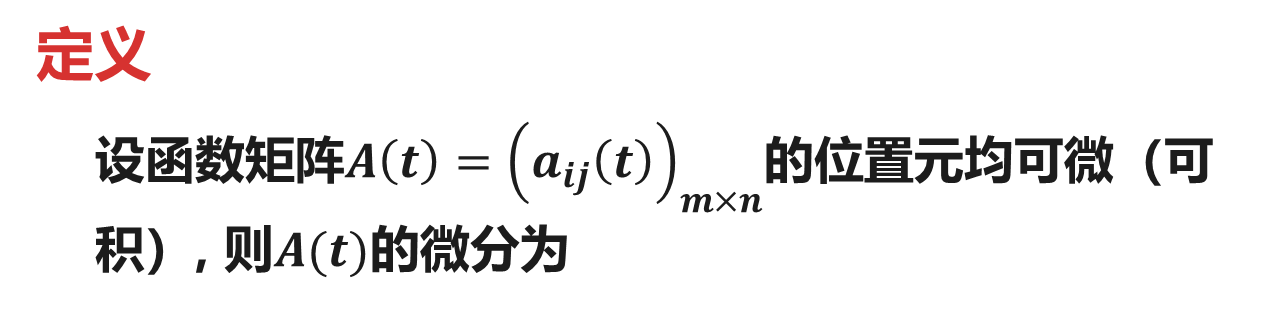 定义
设函数矩阵A(t) = (a_{ij}(t))_{m×n}的位置元均可微（可
积）, 则A(t)的微分为